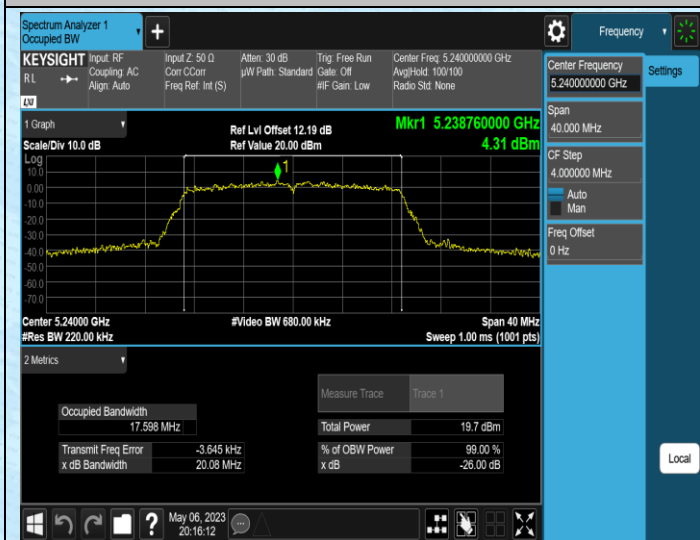 Spectrum Analyzer 1
Occupied BW
Frequency
KEYSIGHT
RL
LXI
Input: RF
Coupling: AC
Align: Auto
Input Z: 50 Ω
Corr CCorr
Freq Ref: Int (S)
Atten: 30 dB
µW Path: Standard
Trig: Free Run
Gate: Off
#IF Gain: Low
Center Freq: 5.240000000 GHz
Avg|Hold: 100/100
Radio Std: None
1 Graph
Scale/Div 10.0 dB
Ref Lvl Offset 12.19 dB
Ref Value 20.00 dBm
Mkr1 5.238760000 GHz
4.31 dBm
Log
10.0
0.00
-10.0
-20.0
-30.0
-40.0
-50.0
-60.0
-70.0
1
Center 5.24000 GHz
#Res BW 220.00 kHz
#Video BW 680.00 kHz
Span 40 MHz
Sweep 1.00 ms (1001 pts)
2 Metrics
Measure Trace Trace 1
Occupied Bandwidth
17.598 MHz
Total Power 19.7 dBm
Transmit Freq Error -3.645 kHz
% of OBW Power 99.00 %
x dB Bandwidth 20.08 MHz
x dB -26.00 dB
Center Frequency
5.240000000 GHz
Settings
Span
40.000 MHz
CF Step
4.000000 MHz
Auto
Man
Freq Offset
0 Hz
Local
?
May 06, 2023
20:16:12